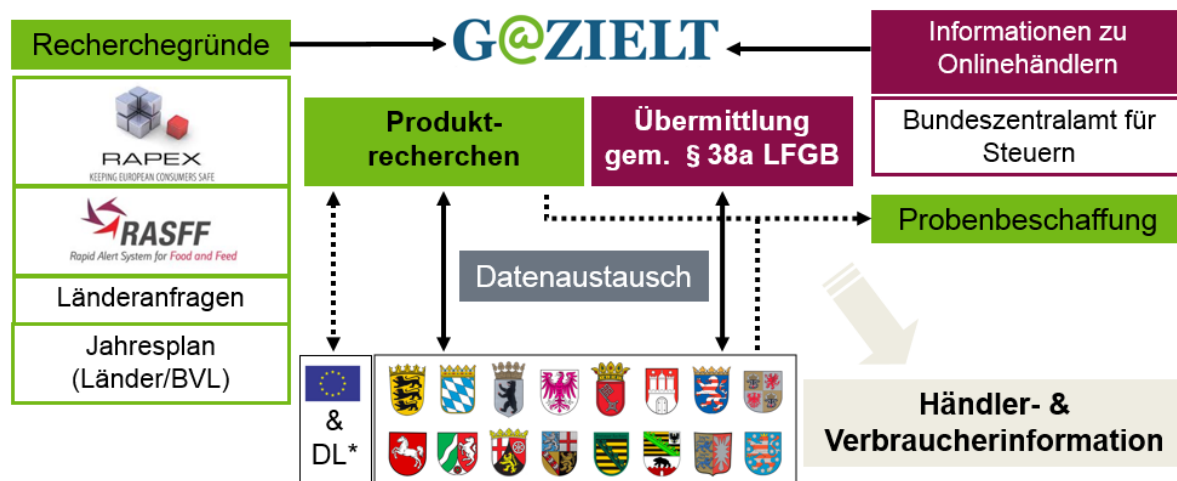 Recherchegründe
G@ZIELT
Informationen zu
Onlinehändlern
RAPEX
KEEPING EUROPEAN CONSUMERS SAFE
Produkt-
recherchen
Übermittlung
gem. § 38a LFGB
Bundeszentralamt für
Steuern
RASFF
Rapid Alert System for Food and Feed
Probenbeschaffung
Datenaustausch
Länderanfragen
Jahresplan
(Länder/BVL)
&
DL*
Händler- &
Verbraucherinformation